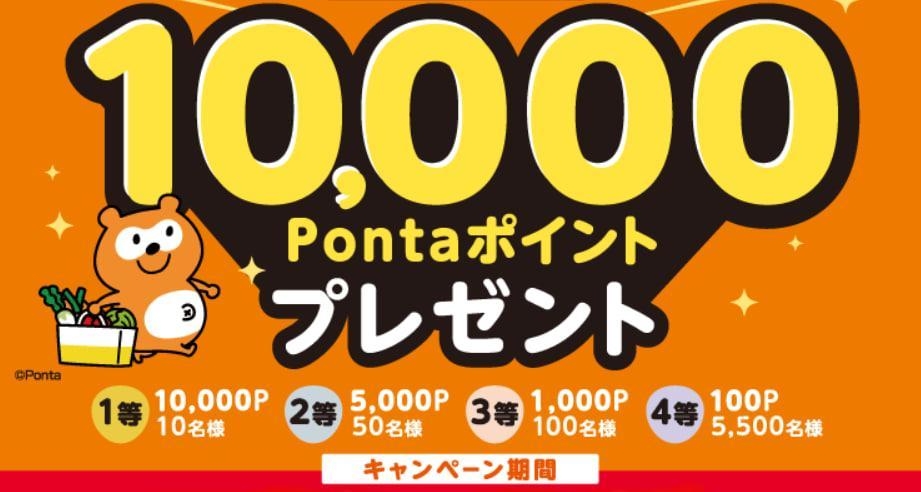 10,000
Pontaポイント
プレゼント
©Ponta
1等 10,000P 10名様
2等 5,000P 50名様
3等 1,000P 100名様
4等 100P 5,500名様
キャンペーン期間